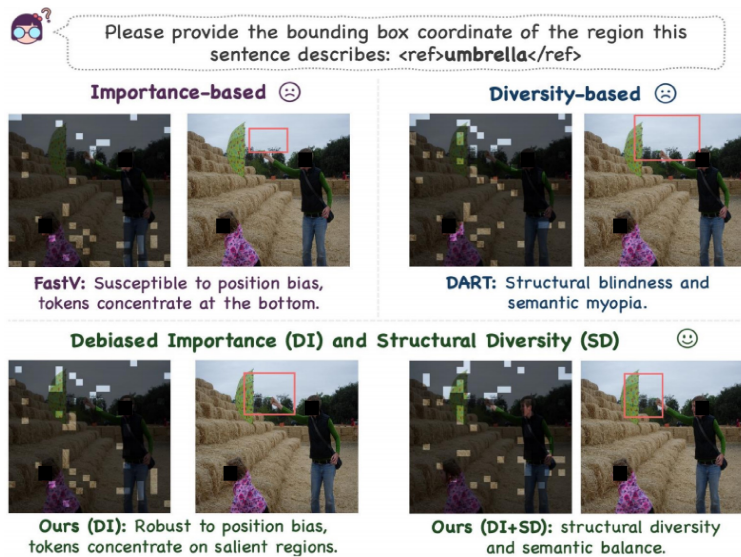 Please provide the bounding box coordinate of the region this
sentence describes: <ref>umbrella</ref>
Importance-based
Diversity-based
FastV: Susceptible to position bias,
tokens concentrate at the bottom.
DART: Structural blindness and
semantic myopia.
Debiased Importance (DI) and Structural Diversity (SD)
Ours (DI): Robust to position bias,
tokens concentrate on salient regions.
Ours (DI+SD): structural diversity
and semantic balance.